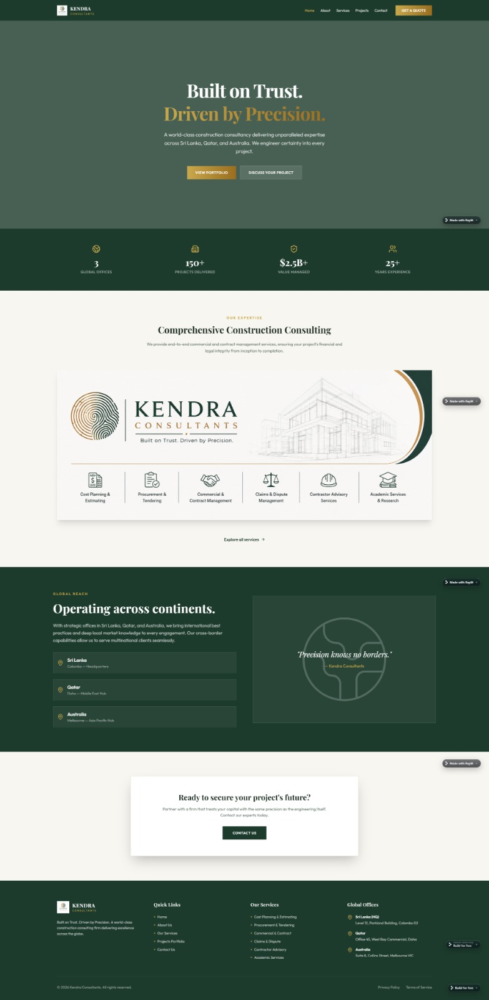 KENDRA
CONSULTANTS
Home
About
Services
Projects
Contact
GET A QUOTE
Built on Trust.
Driven by Precision.
A world-class construction consultancy delivering unparalleled expertise
across Sri Lanka, Qatar, and Australia. We engineer certainty into every
project.
VIEW PORTFOLIO
DISCUSS YOUR PROJECT
Made with Replit
3
GLOBAL OFFICES
150+
PROJECTS DELIVERED
$2.5B+
VALUE MANAGED
25+
YEARS EXPERIENCE
OUR EXPERTISE
Comprehensive Construction Consulting
We provide end-to-end commercial and contract management services, ensuring your project's financial and
legal integrity from inception to completion.
Made with Replit
KENDRA
CONSULTANTS
Built on Trust. Driven by Precision.
Cost Planning &
Estimating
Procurement &
Tendering
Commercial &
Contract Management
Claims & Dispute
Management
Contractor Advisory
Services
Academic Services
& Research
Explore all services →
Made with Replit
GLOBAL REACH
Operating across continents.
With strategic offices in Sri Lanka, Qatar, and Australia, we bring international best
practices and deep local market knowledge to every engagement. Our cross-border
capabilities allow us to serve multinational clients seamlessly.
Sri Lanka
Colombo — Headquarters
Qatar
Doha — Middle East Hub
Australia
Melbourne — Asia Pacific Hub
"Precision knows no borders."
— Kendra Consultants
Made with Replit
Ready to secure your project's future?
Partner with a firm that treats your capital with the same precision as the engineering itself.
Contact our experts today.
CONTACT US
KENDRA
CONSULTANTS
Built on Trust. Driven by Precision. A world-class
construction consulting firm delivering excellence
across the globe.
Quick Links
Home
About Us
Our Services
Projects Portfolio
Contact Us
Our Services
Cost Planning & Estimating
Procurement & Tendering
Commercial & Contract
Claims & Dispute
Contractor Advisory
Academic Services
Global Offices
Sri Lanka (HQ)
Level 12, Parkland Building, Colombo 02
Qatar
Office 45, West Bay Commercial, Doha
Australia
Suite 8, Collins Street, Melbourne VIC
Build for free
© 2026 Kendra Consultants. All rights reserved.
Privacy Policy
Terms of Service
Build for free